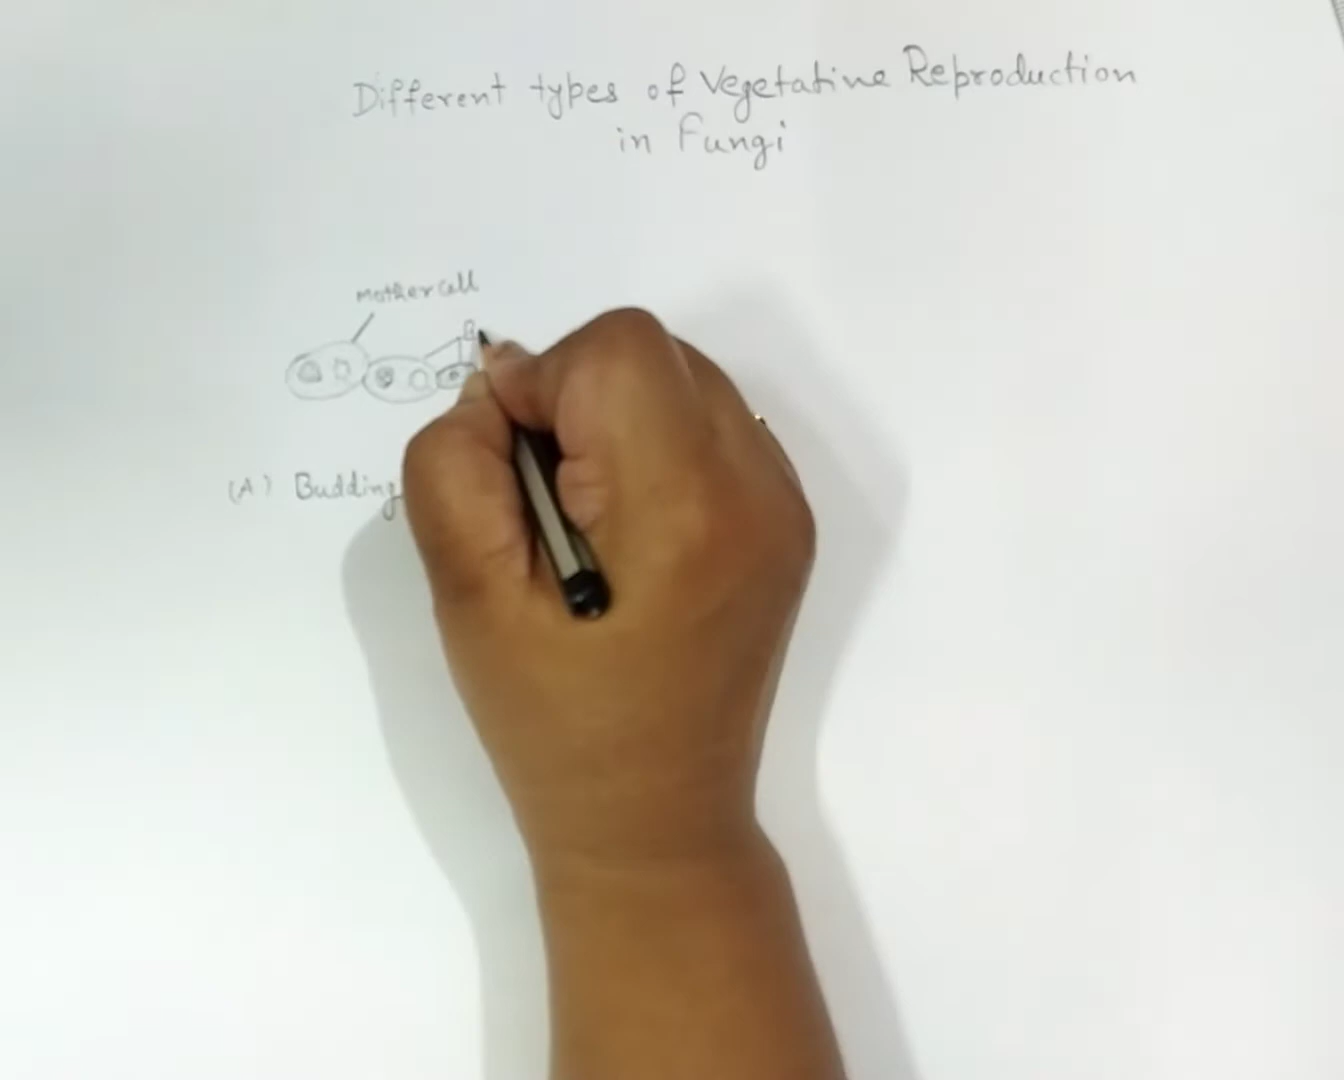 Different types of Vegetative Reproduction
in Fungi
Mother Cell
B
(A) Budding